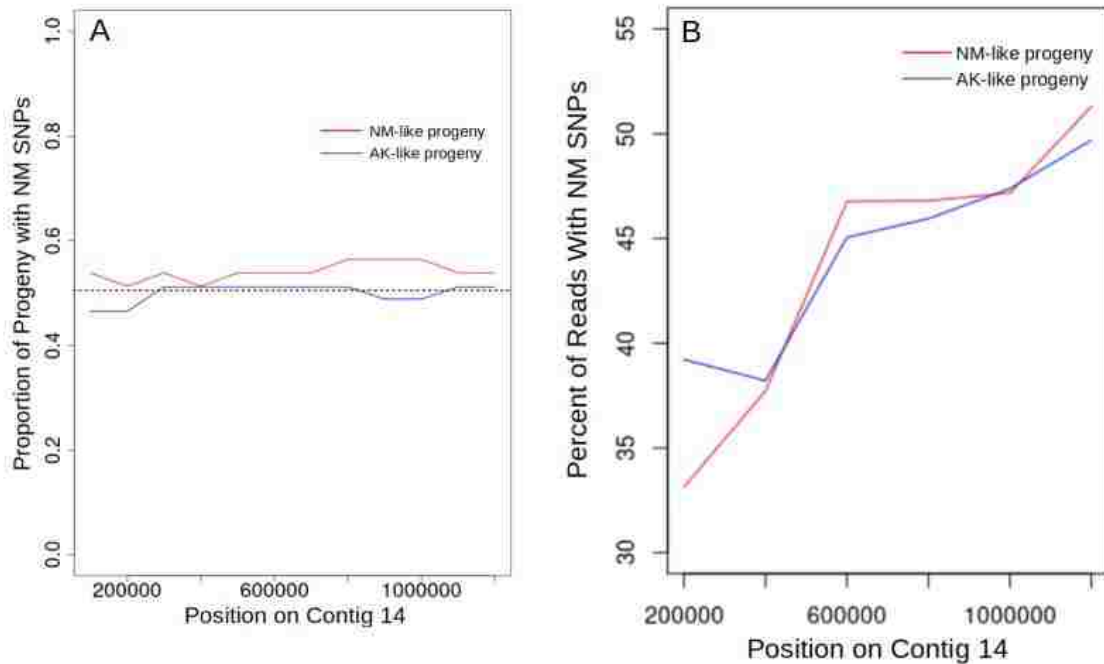 A
Proportion of Progeny with NM SNPs
1.0
0.8
0.6
0.4
0.2
0.0
NM-like progeny
AK-like progeny
200000 600000 1000000
Position on Contig 14
B
Percent of Reads With NM SNPs
55
50
45
40
35
30
NM-like progeny
AK-like progeny
200000 600000 1000000
Position on Contig 14